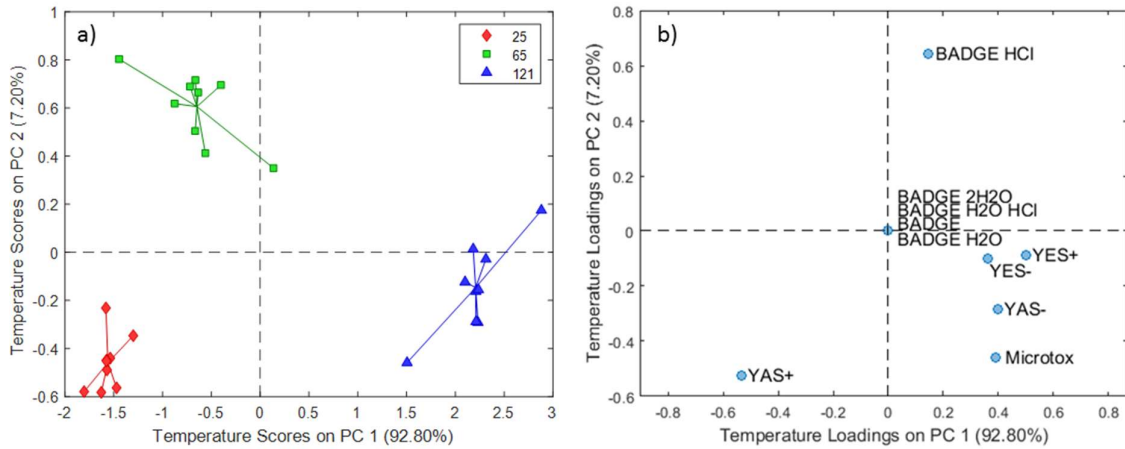 a)
25
65
121
1
0.8
0.6
0.4
0.2
0
-0.2
-0.4
-0.6
Temperature Scores on PC 2 (7.20%)
-2 -1.5 -1 -0.5 0 0.5 1 1.5 2 2.5 3
Temperature Scores on PC 1 (92.80%)
b)
0.8
0.6
0.4
0.2
0
-0.2
-0.4
-0.6
Temperature Loadings on PC 2 (7.20%)
BADGE HCl
BADGE 2H2O
BADGE H2O HCl
BADGE
BADGE H2O
YES+
YES-
YAS-
Microtox
YAS+
-0.8 -0.6 -0.4 -0.2 0 0.2 0.4 0.6 0.8
Temperature Loadings on PC 1 (92.80%)